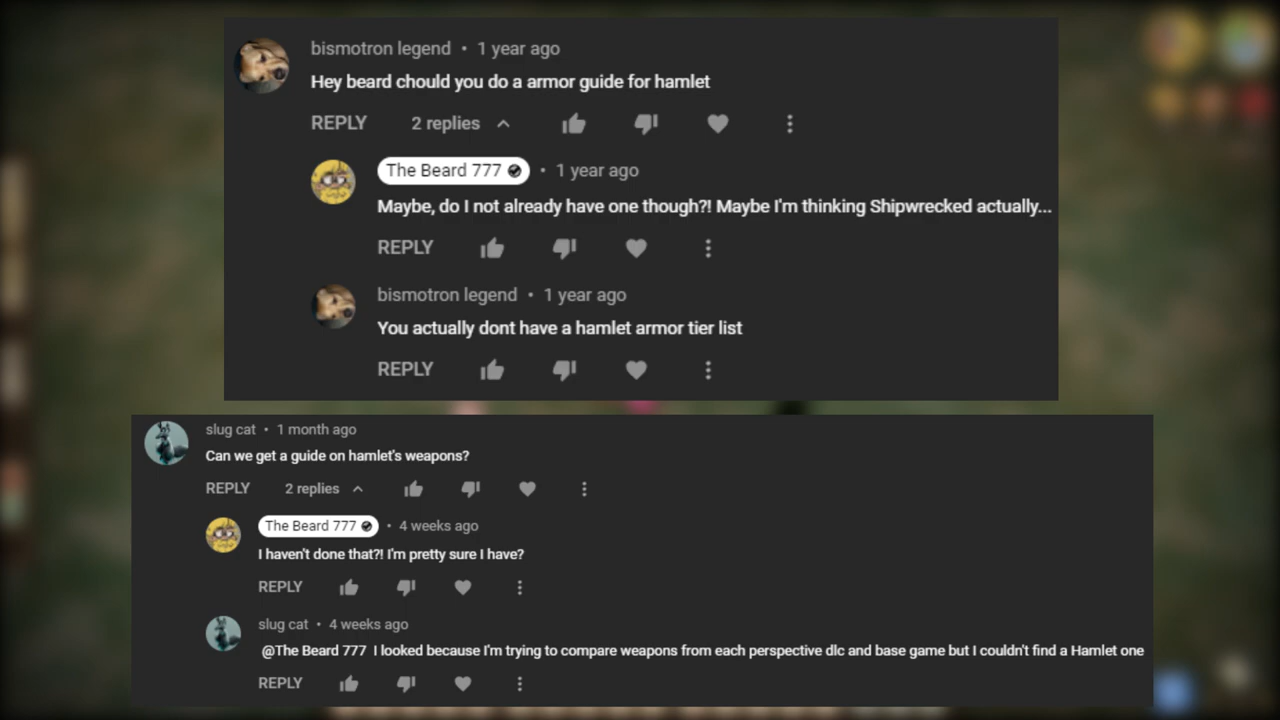 bismotron legend • 1 year ago
Hey beard chould you do a armor guide for hamlet
REPLY 2 replies
The Beard 777 • 1 year ago
Maybe, do I not already have one though?! Maybe I'm thinking Shipwrecked actually...
REPLY
bismotron legend • 1 year ago
You actually dont have a hamlet armor tier list
REPLY
slug cat • 1 month ago
Can we get a guide on hamlet's weapons?
REPLY 2 replies
The Beard 777 • 4 weeks ago
I haven't done that?! I'm pretty sure I have?
REPLY
slug cat • 4 weeks ago
@The Beard 777 I looked because I'm trying to compare weapons from each perspective dlc and base game but I couldn't find a Hamlet one
REPLY